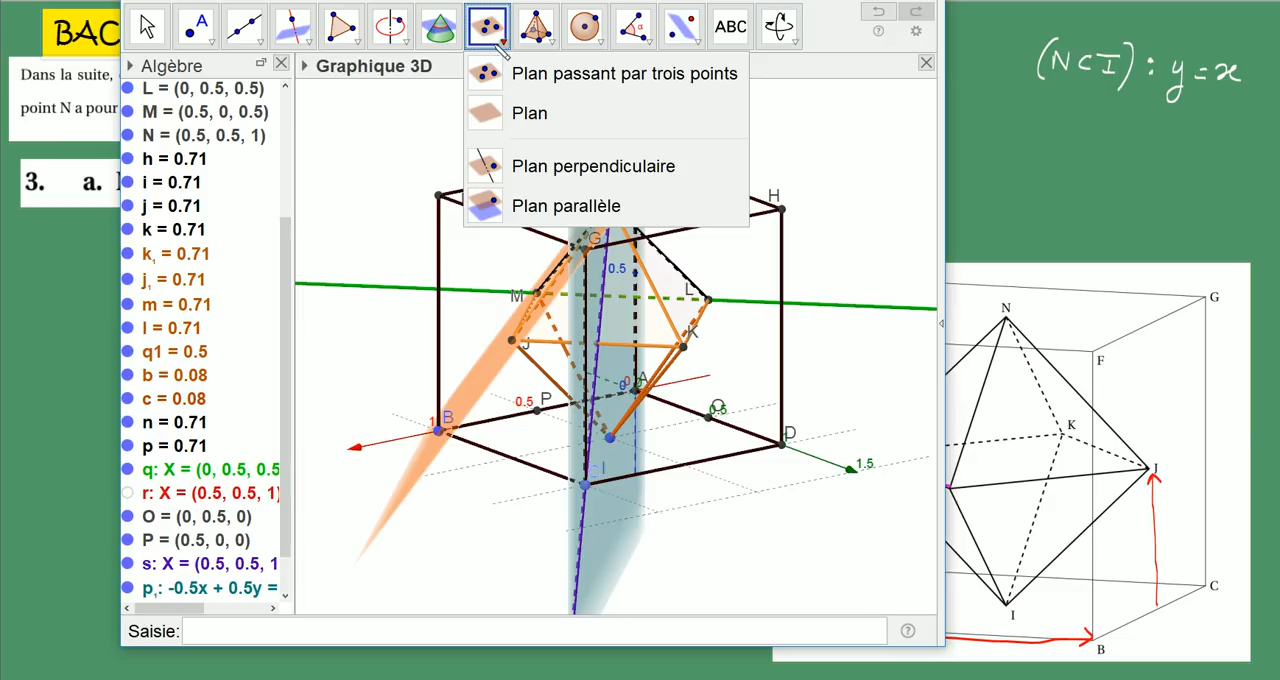 BAC
Dans la suite,
point N a pour
3. a.
Algèbre
L = (0, 0.5, 0.5)
M = (0.5, 0, 0.5)
N = (0.5, 0.5, 1)
h = 0.71
i = 0.71
j = 0.71
k = 0.71
k₁ = 0.71
j₁ = 0.71
m = 0.71
l = 0.71
q1 = 0.5
b = 0.08
c = 0.08
n = 0.71
p = 0.71
q: X = (0, 0.5, 0.5
r: X = (0.5, 0.5, 1)
O = (0, 0.5, 0)
P = (0.5, 0, 0)
s: X = (0.5, 0.5, 1
p₁: -0.5x + 0.5y =
Saisie:
ABC
Graphique 3D
Plan passant par trois points
Plan
Plan perpendiculaire
Plan parallèle
H
G
0.5
M
L
K
J
A
0
0.5
P
O
0.5
1
B
D
1.5
I
(NCI) : y = x
G
N
F
K
J
C
I
B